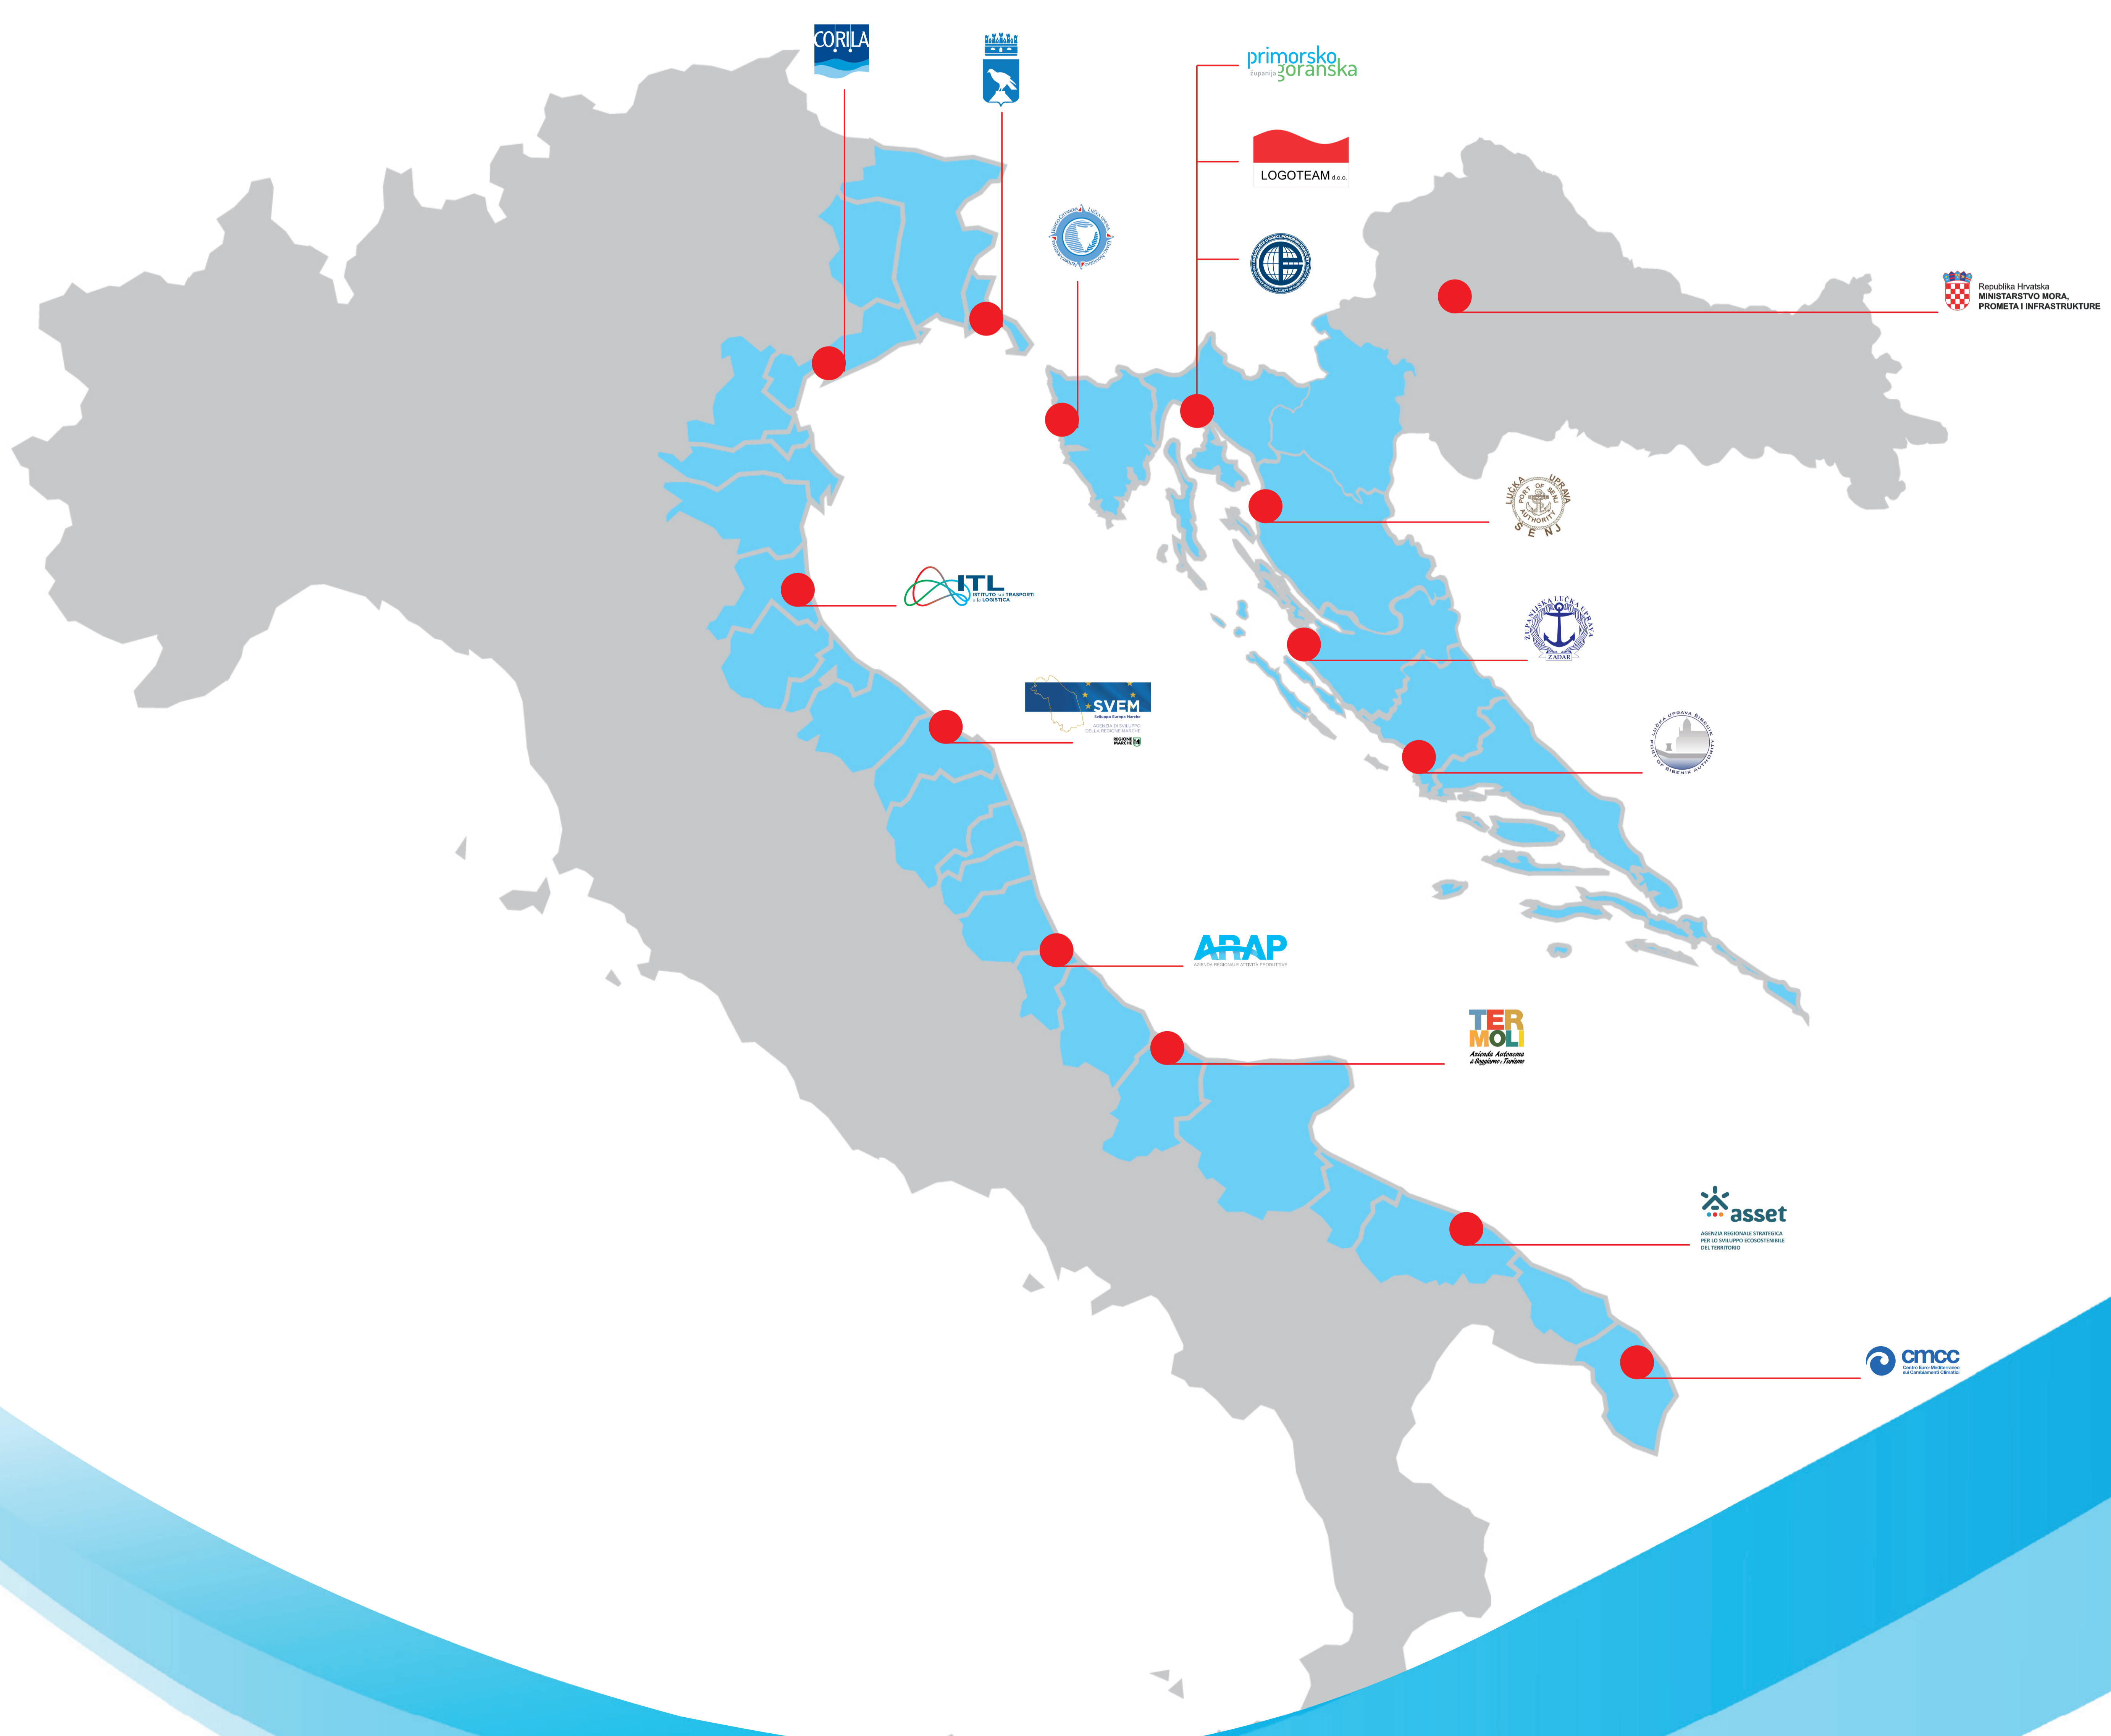 CORILA
primorsko
županija goranska
LOGOTEAM d.o.o.
Republika Hrvatska
MINISTARSTVO MORA,
PROMETA I INFRASTRUKTURE
LUČKA UPRAVA
PORT OF SENJ
AUTHORITY
SENJ
ITL
ISTITUTO sui TRASPORTI
e la LOGISTICA
ŽUPANIJSKA LUČKA UPRAVA
ZADAR
SVEM
Sviluppo Europa Marche
AGENZIA DI SVILUPPO
DELLA REGIONE MARCHE
REGIONE
MARCHE
LUČKA UPRAVA ŠIBENIK
PORT OF ŠIBENIK AUTHORITY
ARAP
AZIENDA REGIONALE ATTIVITÀ PRODUTTIVE
TER
MOLI
Azienda Autonoma
di Soggiorno e Turismo
asset
AGENZIA REGIONALE STRATEGICA
PER LO SVILUPPO ECOSOSTENIBILE
DEL TERRITORIO
cmcc
Centro Euro-Mediterraneo
sui Cambiamenti Climatici